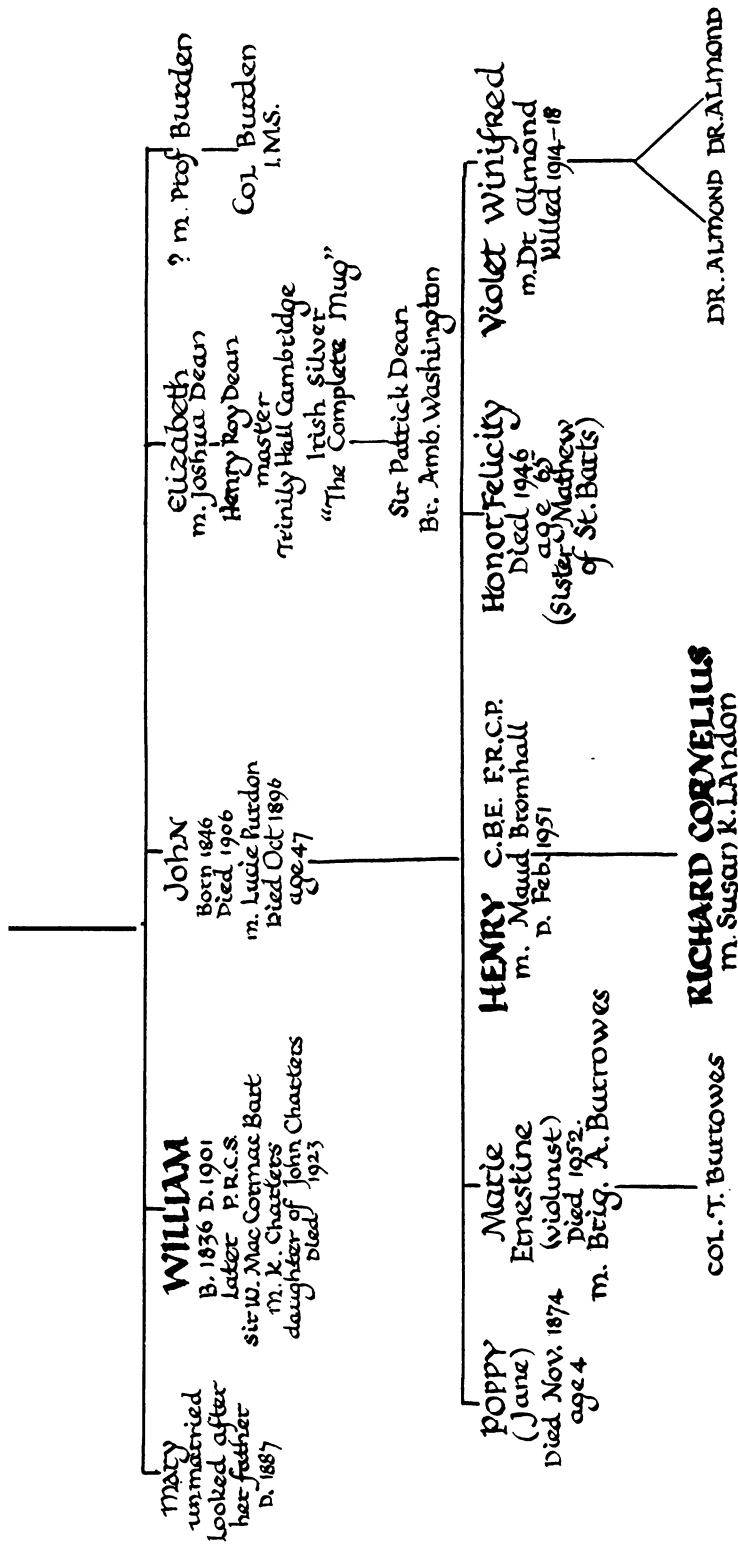 Mary
unmarried
Looked after
her father
D. 1887
WILLIAM
B. 1836 D. 1901
Later P.R.C.S.
Sir W. Mac Cormac Bart
M. K. Charters
daughter of John Charters
Died 1923
JOHN
Born 1846
Died 1906
m. Lucie Purdon
Died Oct 1896
age 47
Elizabeth
m. Joshua Dean
Henry Roy Dean
master
Trinily Hall Cambridge
Irish Silver
"The Complete Mug"
Sir Patrick Dean
Br. Amb. Washington
? m. Prof Burden
Col Burden
I.M.S.
POPPY
(Jane)
Died Nov. 1874
age 4
Marie
Ernestine
(violinist)
Died 1952.
m. Brig. A. Burrowes
COL. T. Burrowes
HENRY C.B.E. F.R.C.P.
m. Maud Bromhall
D. Feb. 1951
RICHARD CORNELIUS
m. Susan K. LAndon
Honor Felicity
Died 1946
age 65
(Sister Mathew
of St. Barts)
Violet Winifred
m. Dr Almond
Killed 1914-18
DR. ALMOND DR. ALMOND